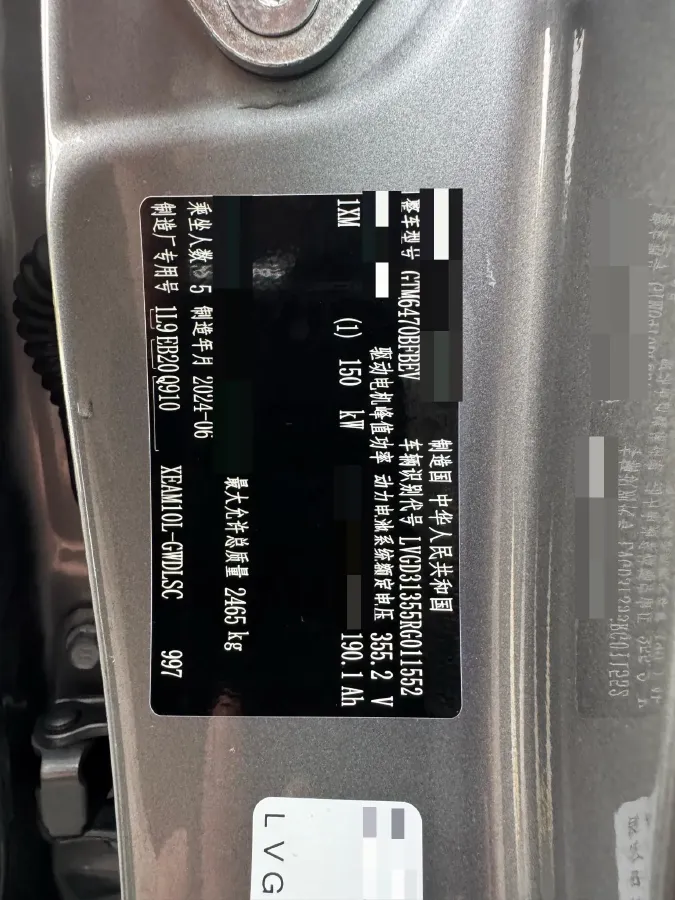 制造国 中华人民共和国
整车型号 GTM6470BFBEV 车辆识别代号 LVGD31355RG011552
驱动电机峰值功率 动力电池系统额定电压 355.2 V
1XM (1) 150 kW 190.1 Ah
最大允许总质量 2465 kg
乘坐人数 5 制造年月 2024-06
制造厂专用号 1L9EB20Q910 XEAM10L-GWDLSC 997
LVG